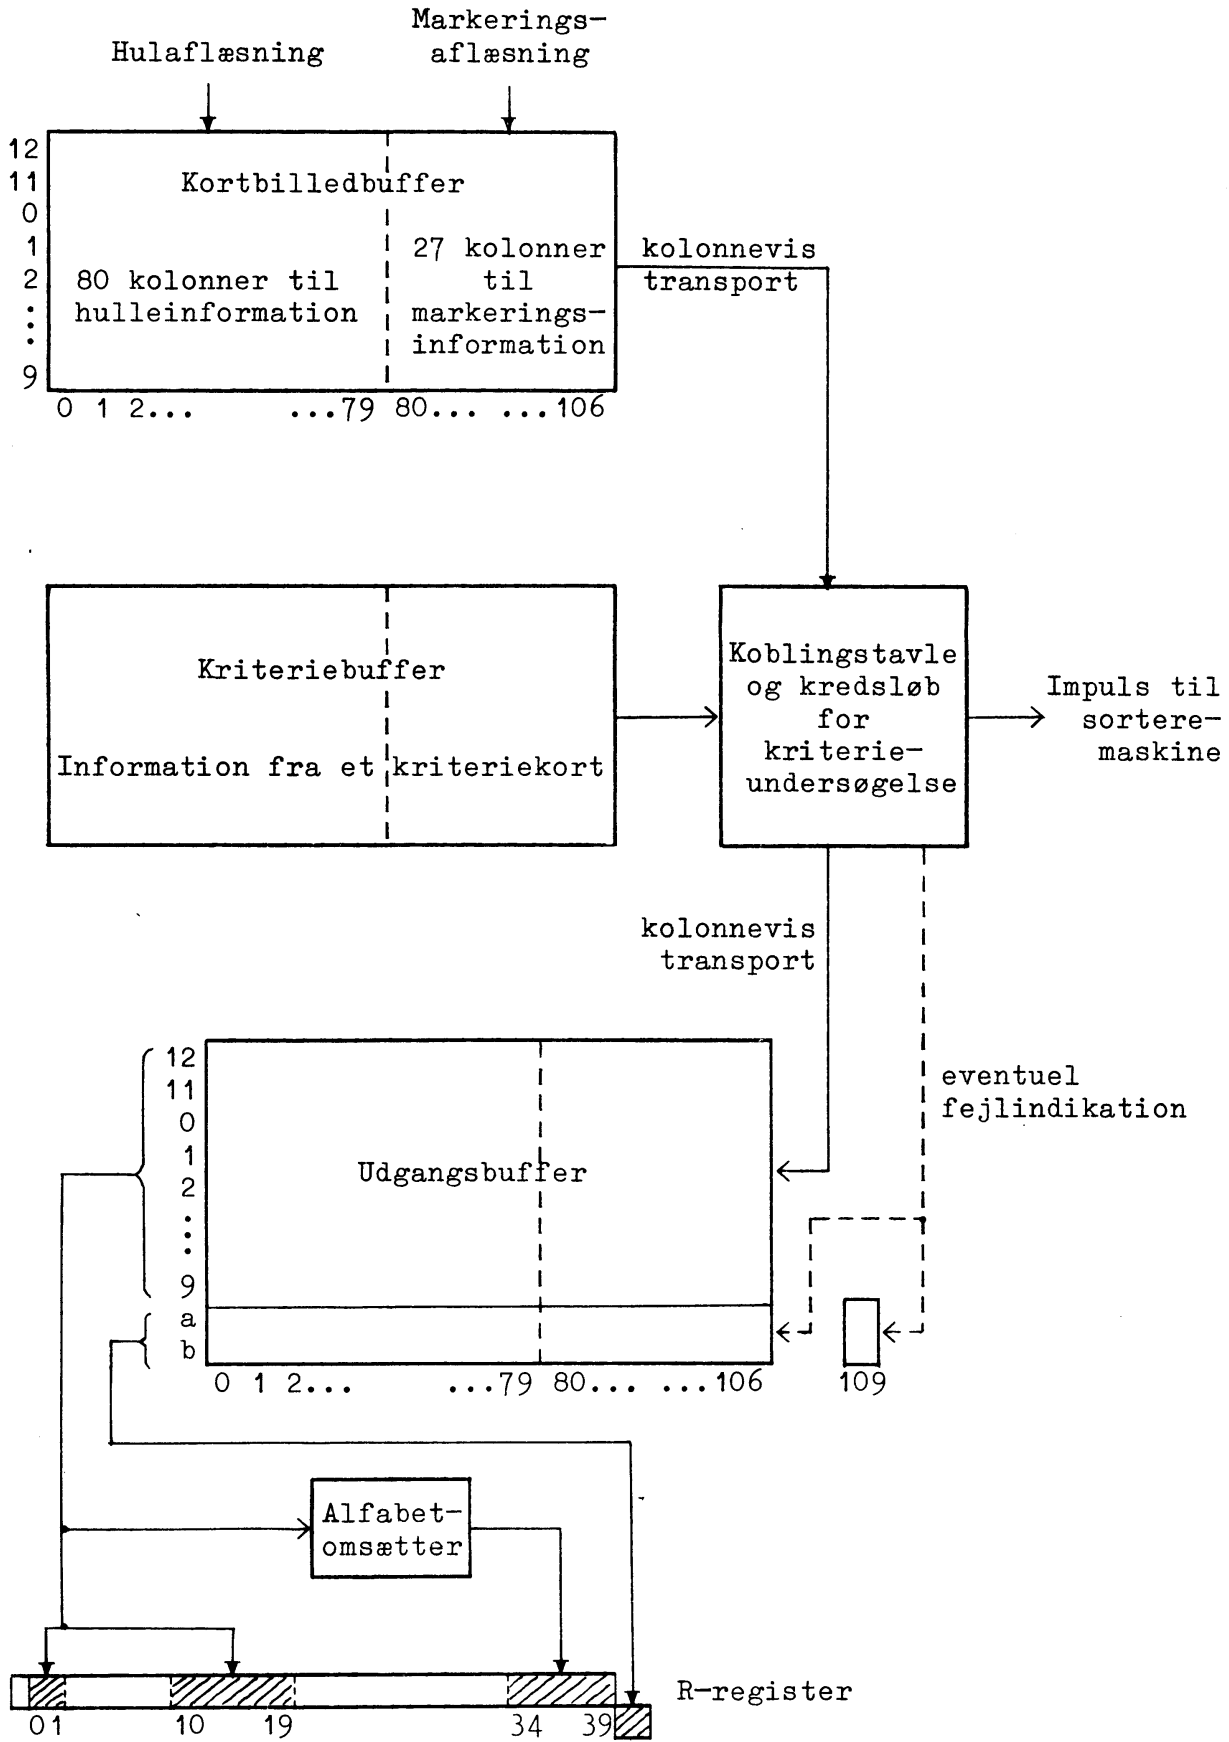 Markerings-
Hulaflæsning
aflæsning
12
11
0
1
2
⋮
9
Kortbilledbuffer
80 kolonner til
hulleinformation
27 kolonner
til
markerings-
information
0 1 2... ...79 80... ...106
kolonnevis
transport
Kriteriebuffer
Information fra et kriteriekort
Koblingstavle
og kredsløb
for
kriterie-
undersøgelse
Impuls til
sortere-
maskine
kolonnevis
transport
eventuel
fejlindikation
12
11
0
1
2
⋮
9
a
b
Udgangsbuffer
0 1 2... ...79 80... ...106
109
Alfabet-
omsætter
R-register
01 10 19 34 39